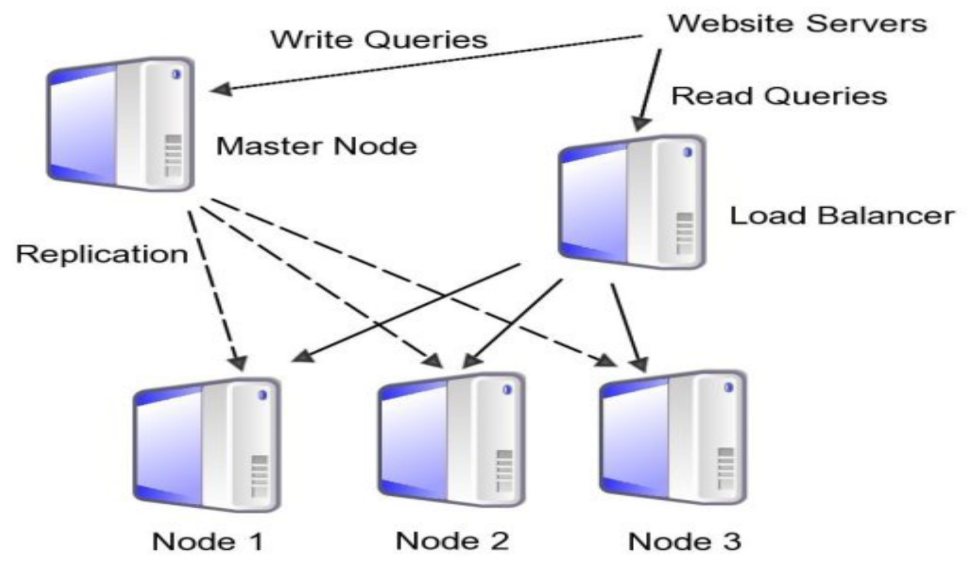 Website Servers
Write Queries
Read Queries
Master Node
Load Balancer
Replication
Node 1
Node 2
Node 3